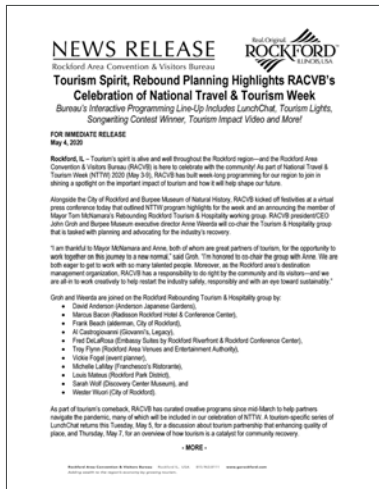 NEWS RELEASE
Rockford Area Convention & Visitors Bureau
Real. Original.
ROCKFORD
ILLINOIS, USA
Tourism Spirit, Rebound Planning Highlights RACVB's
Celebration of National Travel & Tourism Week
Bureau's Interactive Programming Line-Up Includes LunchChat, Tourism Lights,
Songwriting Contest Winner, Tourism Impact Video and More!
FOR IMMEDIATE RELEASE
May 4, 2020
Rockford, IL – Tourism's spirit is alive and well throughout the Rockford region—and the Rockford Area
Convention & Visitors Bureau (RACVB) is here to celebrate with the community! As part of National Travel &
Tourism Week (NTTW) 2020 (May 3-9), RACVB has built week-long programming for our region to join in
shining a spotlight on the important impact of tourism and how it will help shape our future.
Alongside the City of Rockford and Burpee Museum of Natural History, RACVB kicked off festivities at a virtual
press conference today that outlined NTTW program highlights for the week and an announcing the member of
Mayor Tom McNamara's Rebounding Rockford Tourism & Hospitality working group. RACVB president/CEO
John Groh and Burpee Museum executive director Anne Weerda will co-chair the Tourism & Hospitality group
that is tasked with planning and advocating for the industry's recovery.
"I am thankful to Mayor McNamara and Anne, both of whom are great partners of tourism, for the opportunity to
work together on this journey to a new normal," said Groh. "I'm honored to co-chair the group with Anne. We are
both eager to get to work with so many talented people. Moreover, as the Rockford area's destination
management organization, RACVB has a responsibility to do right by the community and its visitors—and we
are all-in to work creatively to help restart the industry safely, responsibly and with an eye toward sustainably."
Groh and Weerda are joined on the Rockford Rebounding Tourism & Hospitality group by:
• David Anderson (Anderson Japanese Gardens),
• Marcus Bacon (Radisson Rockford Hotel & Conference Center),
• Frank Beach (alderman, City of Rockford),
• Al Castrogiovanni (Giovanni's, Legacy),
• Fred DeLaRosa (Embassy Suites by Rockford Riverfront & Rockford Conference Center),
• Troy Flynn (Rockford Area Venues and Entertainment Authority),
• Vickie Fogel (event planner),
• Michelle LaMay (Franchesco's Ristorante),
• Louis Mateus (Rockford Park District),
• Sarah Wolf (Discovery Center Museum), and
• Wester Wuori (City of Rockford).
As part of tourism's comeback, RACVB has curated creative programs since mid-March to help partners
navigate the pandemic, many of which will be included in our celebration of NTTW. A tourism-specific series of
LunchChat returns this Tuesday, May 5, for a discussion about tourism partnership that enhancing quality of
place, and Thursday, May 7, for an overview of how tourism is a catalyst for community recovery.
- MORE -
Rockford Area Convention & Visitors Bureau www.gorockford.com
Adding wealth to the region's economy by growing tourism.